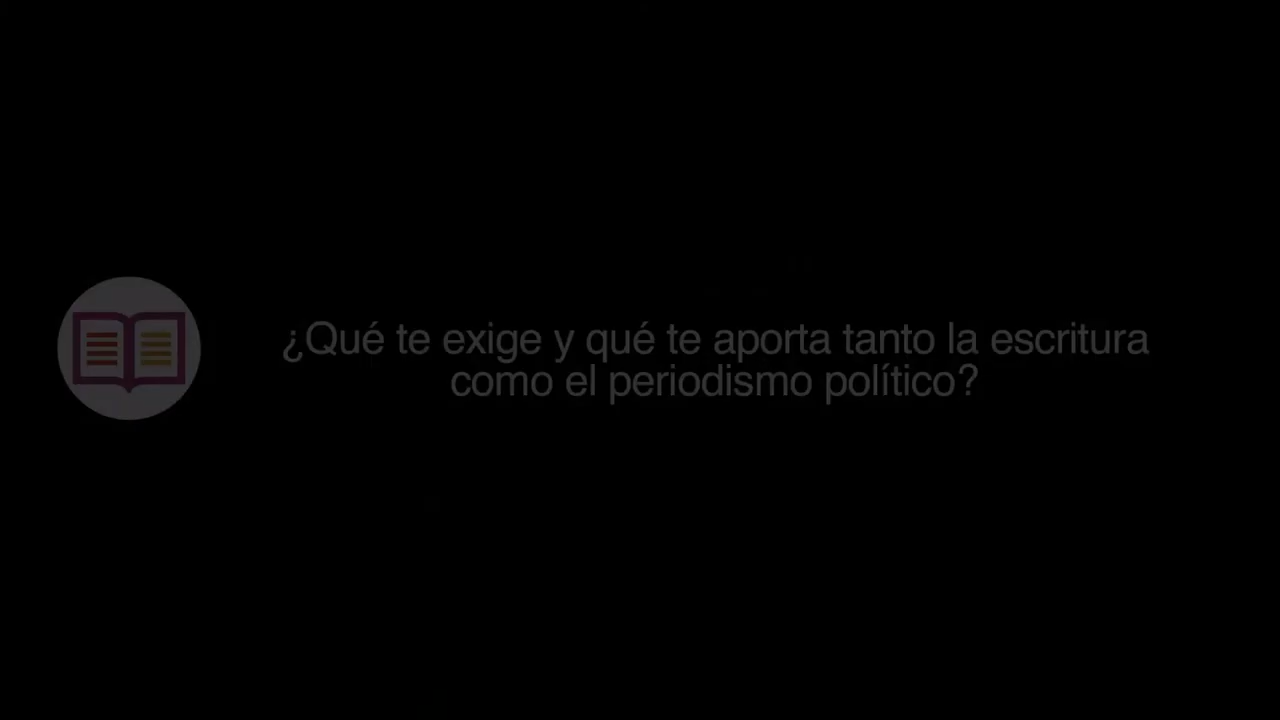 ¿Qué te exige y qué te aporta tanto la escritura
como el periodismo político?